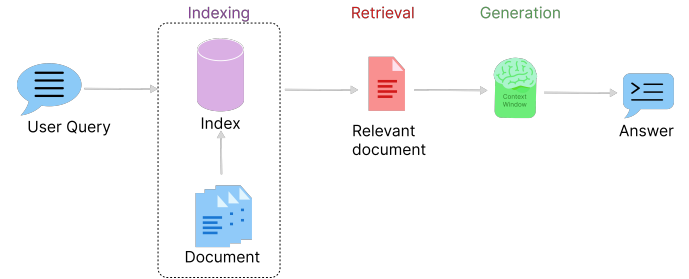 Indexing
Retrieval
Generation
User Query
Index
Document
Relevant
document
Context
Window
Answer